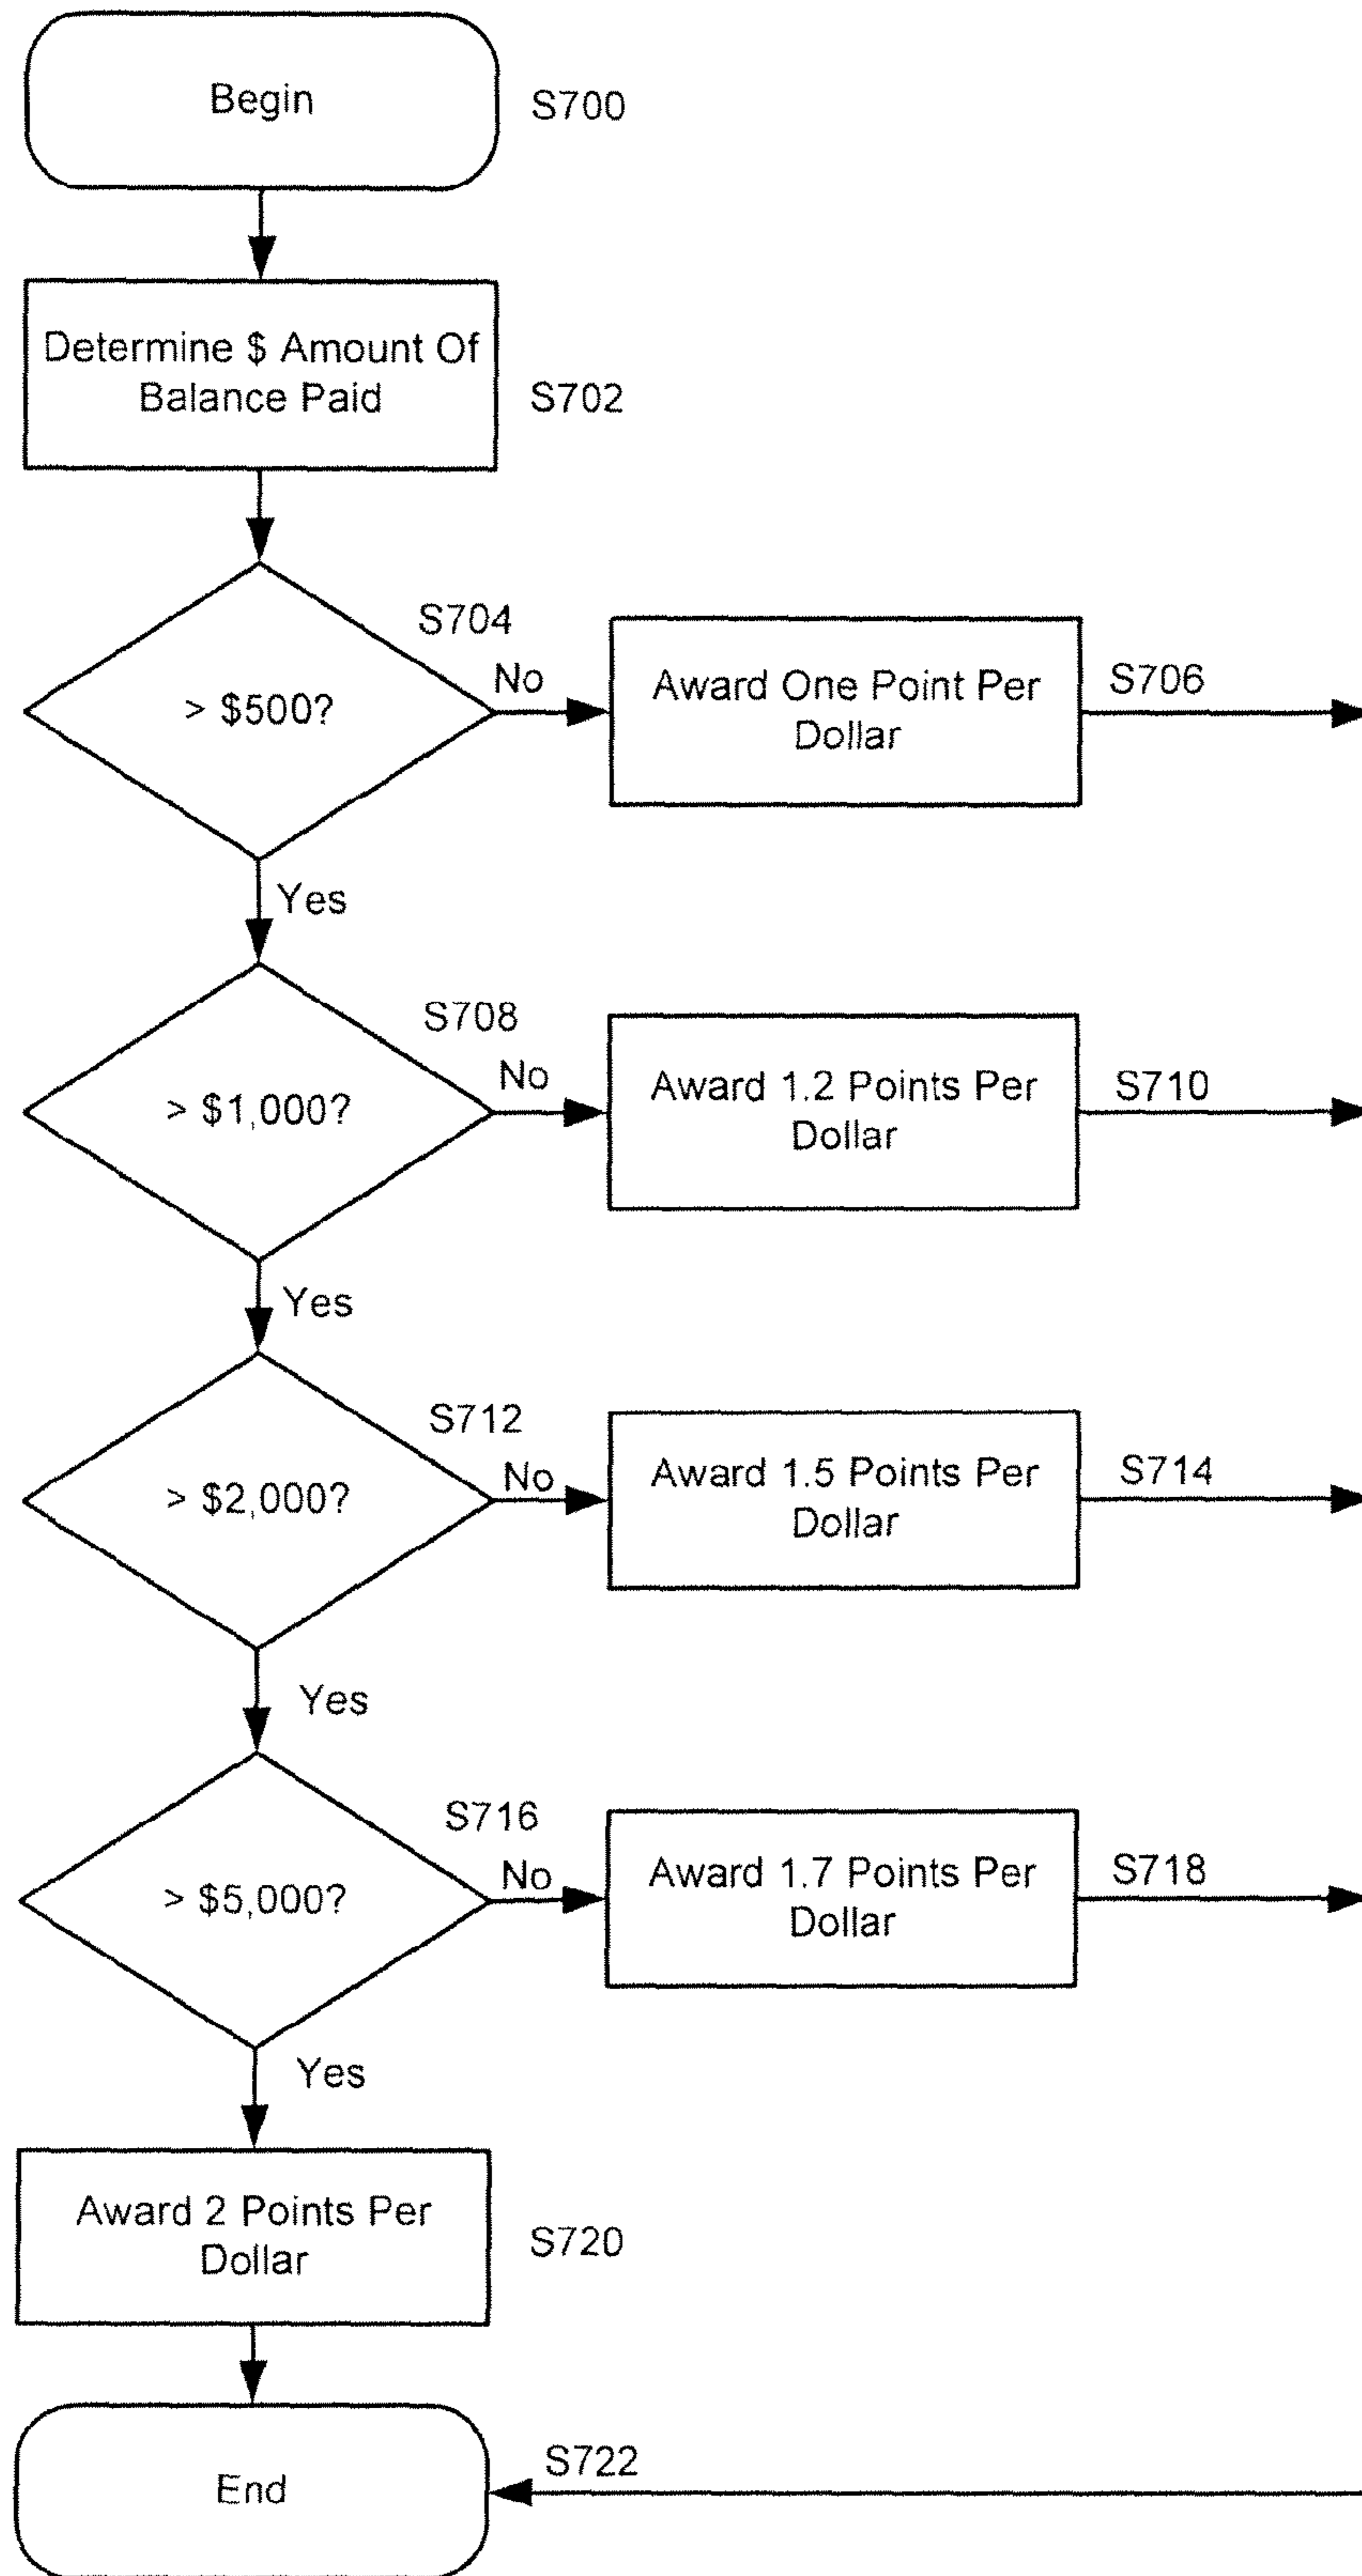 Begin
S700
Determine $ Amount Of
Balance Paid
S702
S704
> $500?
No
Award One Point Per
Dollar
S706
Yes
S708
> $1,000?
No
Award 1.2 Points Per
Dollar
S710
Yes
S712
> $2,000?
No
Award 1.5 Points Per
Dollar
S714
Yes
S716
> $5,000?
No
Award 1.7 Points Per
Dollar
S718
Yes
Award 2 Points Per
Dollar
S720
End
S722